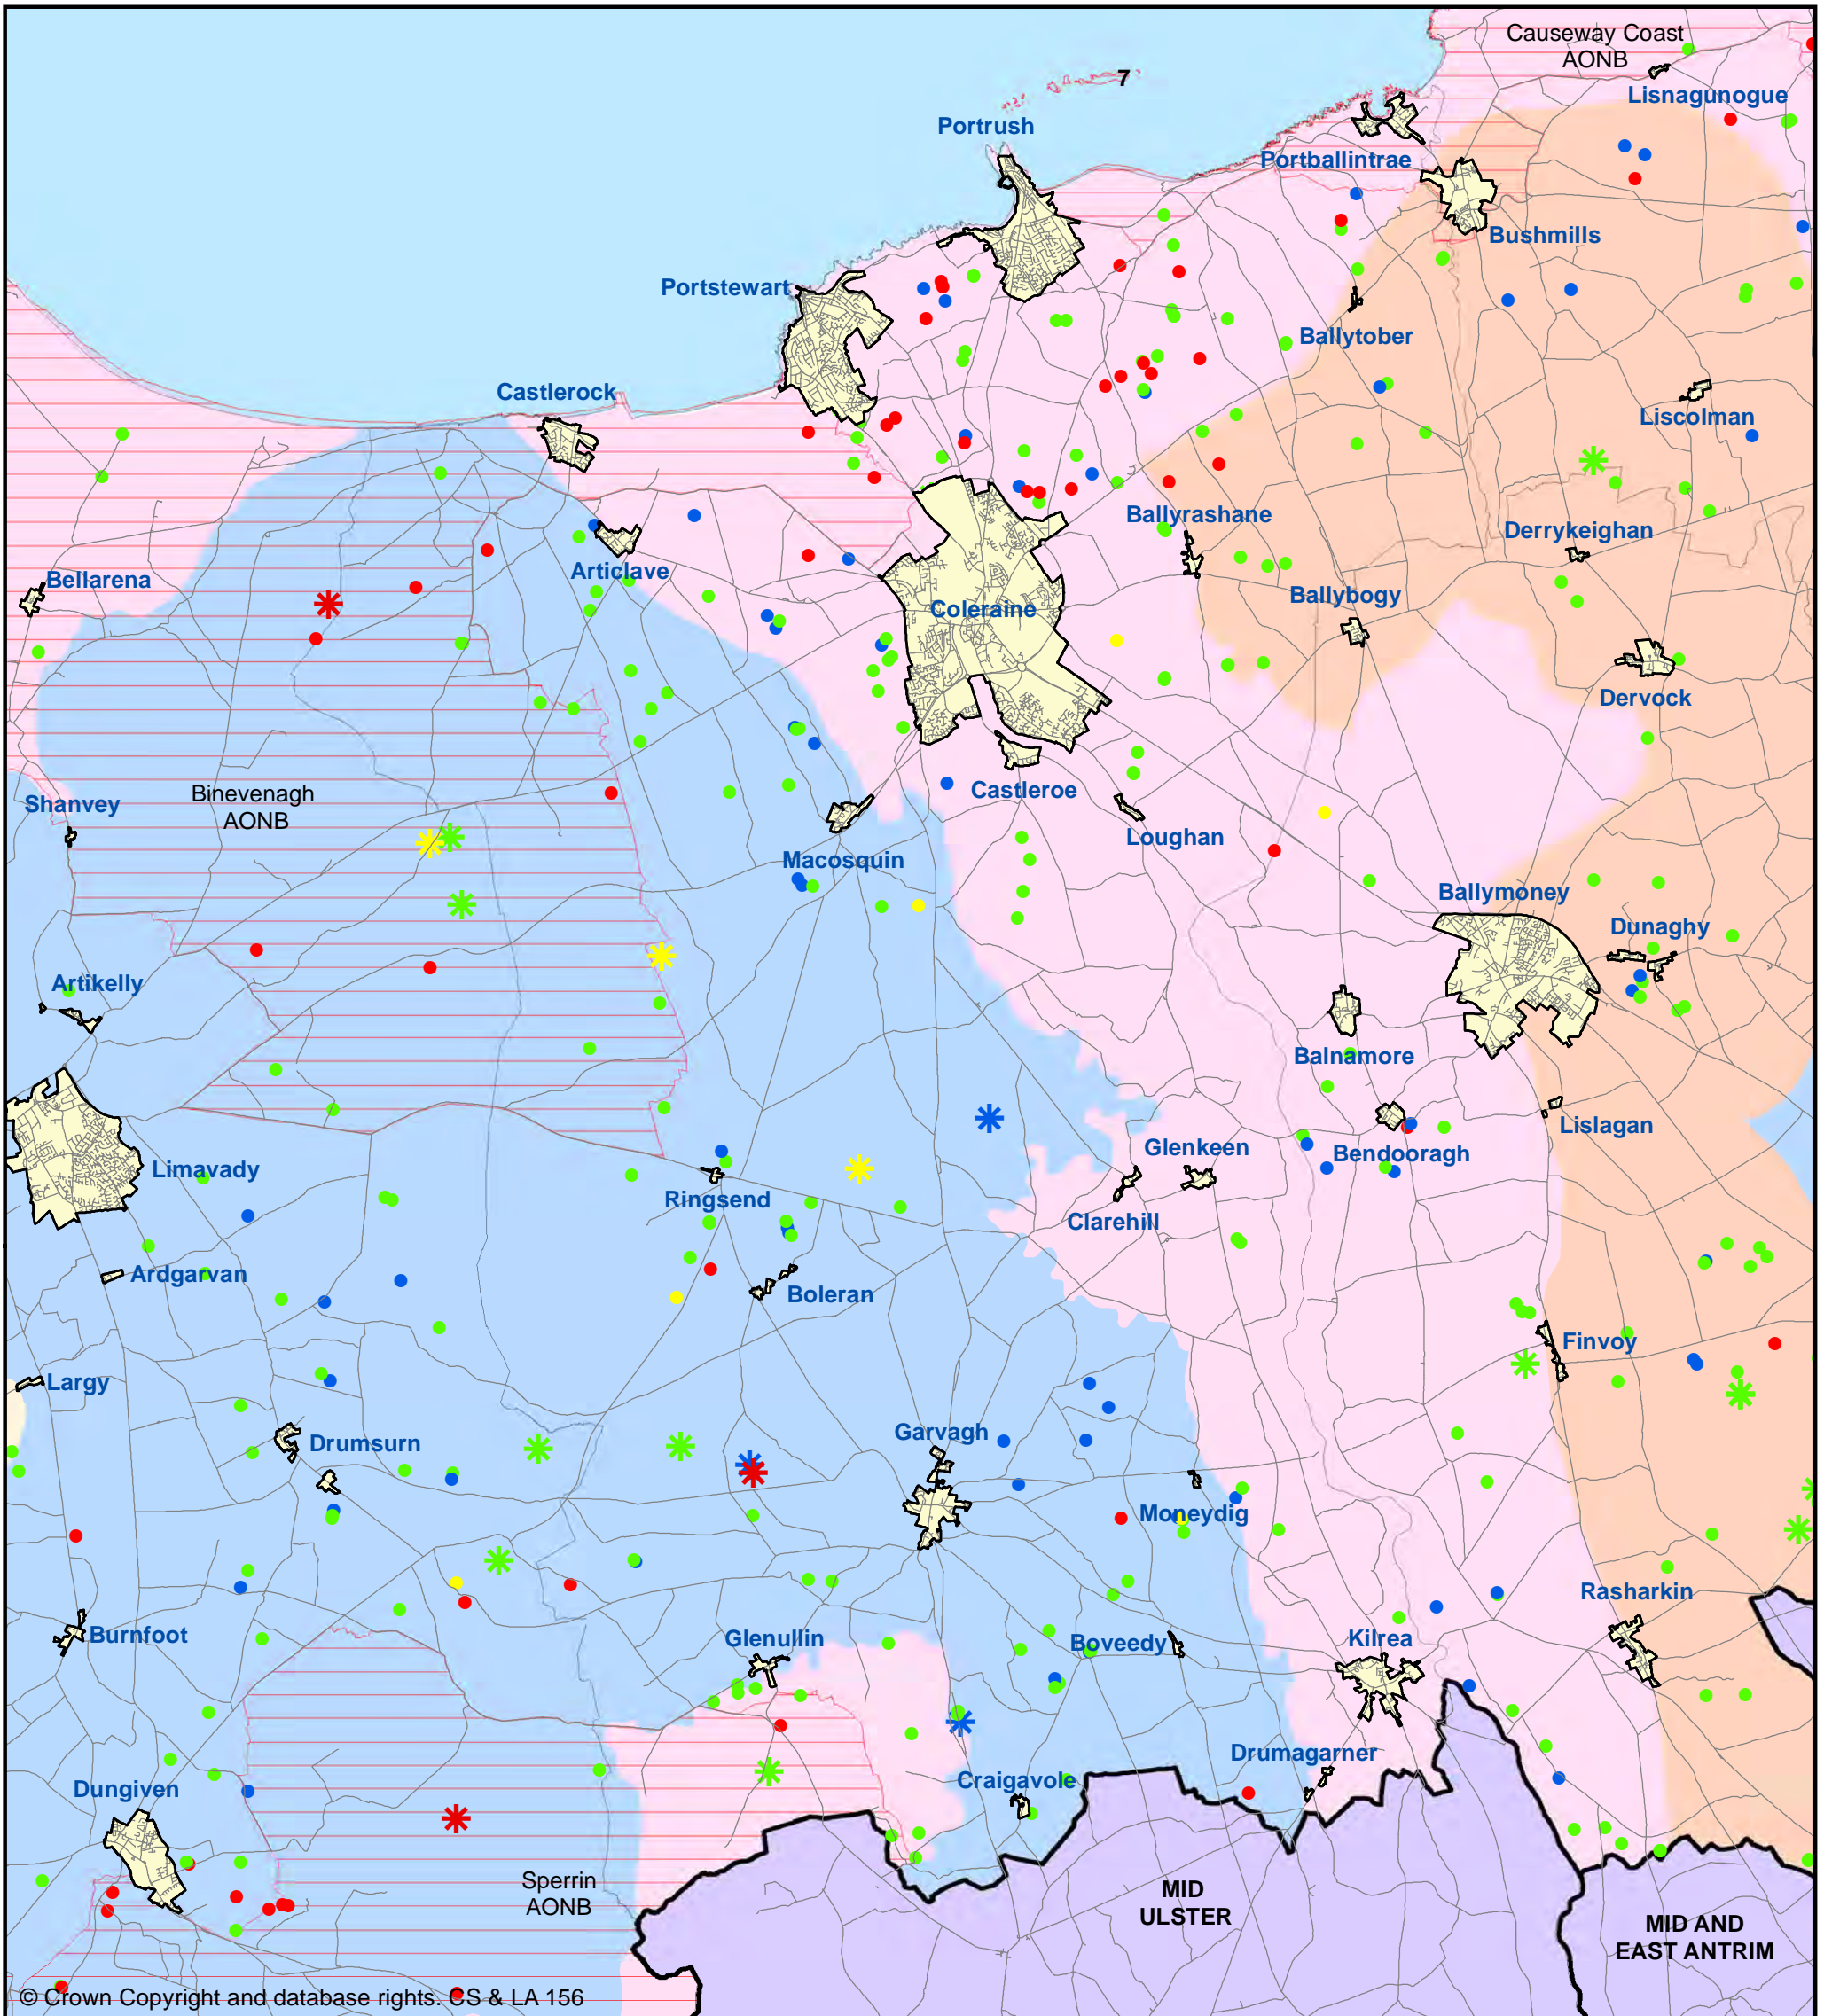 Causeway Coast
AONB
7
Lisnagunogue
Portrush
Portballintrae
Bushmills
Portstewart
Ballytober
Castlerock
Liscolman
Ballyrashane
Derrykeighan
Articlave
Bellarena
Ballybogy
Coleraine
Dervock
Castleroe
Binevenagh
AONB
Shanvey
Loughan
Macosquin
Ballymoney
Dunaghy
Artikelly
Balnamore
Lislagan
Glenkeen
Bendooragh
Limavady
Ringsend
Clarehill
Ardgarvan
Boleran
Finvoy
Largy
Garvagh
Drumsurn
Moneydig
Rasharkin
Burnfoot
Glenullin
Boveedy
Kilrea
Drumagarner
Craigavole
Dungiven
Sperrin
AONB
MID
ULSTER
MID AND
EAST ANTRIM
© Crown Copyright and database rights. CS & LA 156